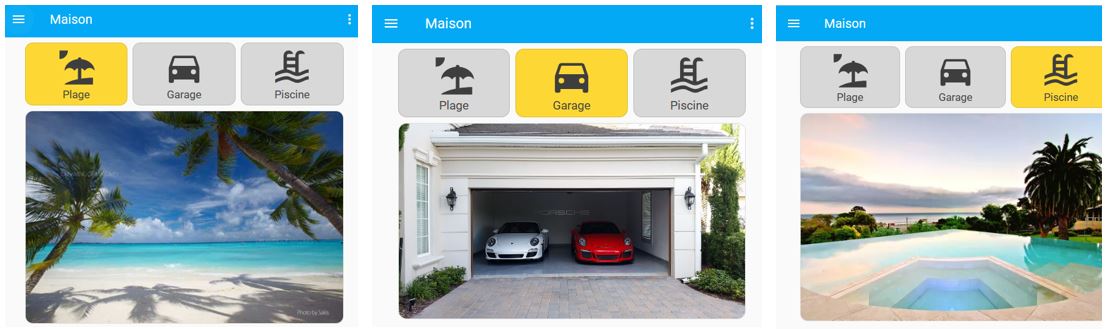 Maison
Plage Garage Piscine
Photo by Sakis
Maison
Plage Garage Piscine
PORSCHE
Maison
Plage Garage Piscine